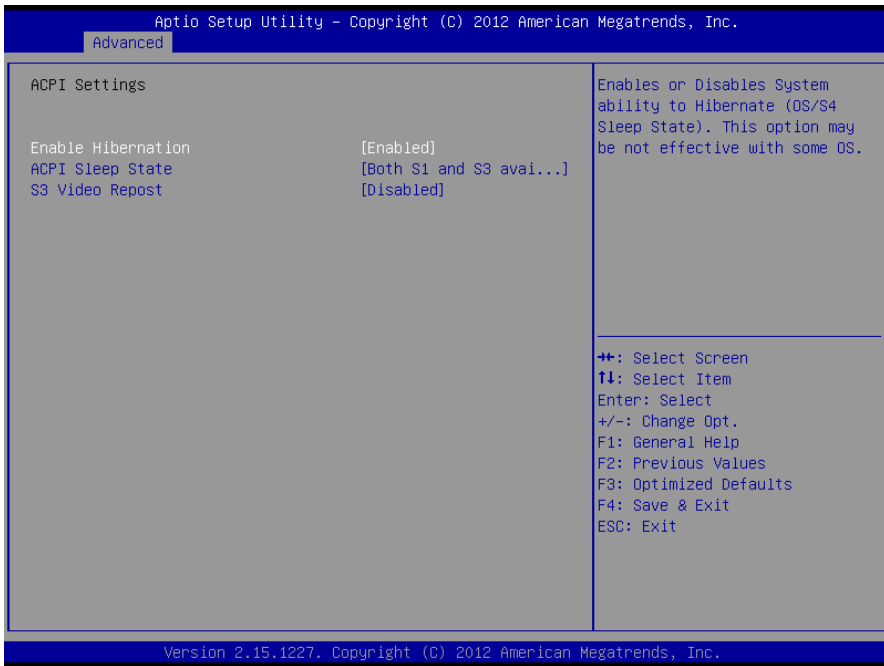 Aptio Setup Utility – Copyright (C) 2012 American Megatrends, Inc.
Advanced
ACPI Settings
Enable Hibernation [Enabled]
ACPI Sleep State [Both S1 and S3 avai...]
S3 Video Repost [Disabled]
Enables or Disables System
ability to Hibernate (OS/S4
Sleep State). This option may
be not effective with some OS.
→←: Select Screen
↑↓: Select Item
Enter: Select
+/-: Change Opt.
F1: General Help
F2: Previous Values
F3: Optimized Defaults
F4: Save & Exit
ESC: Exit
Version 2.15.1227. Copyright (C) 2012 American Megatrends, Inc.